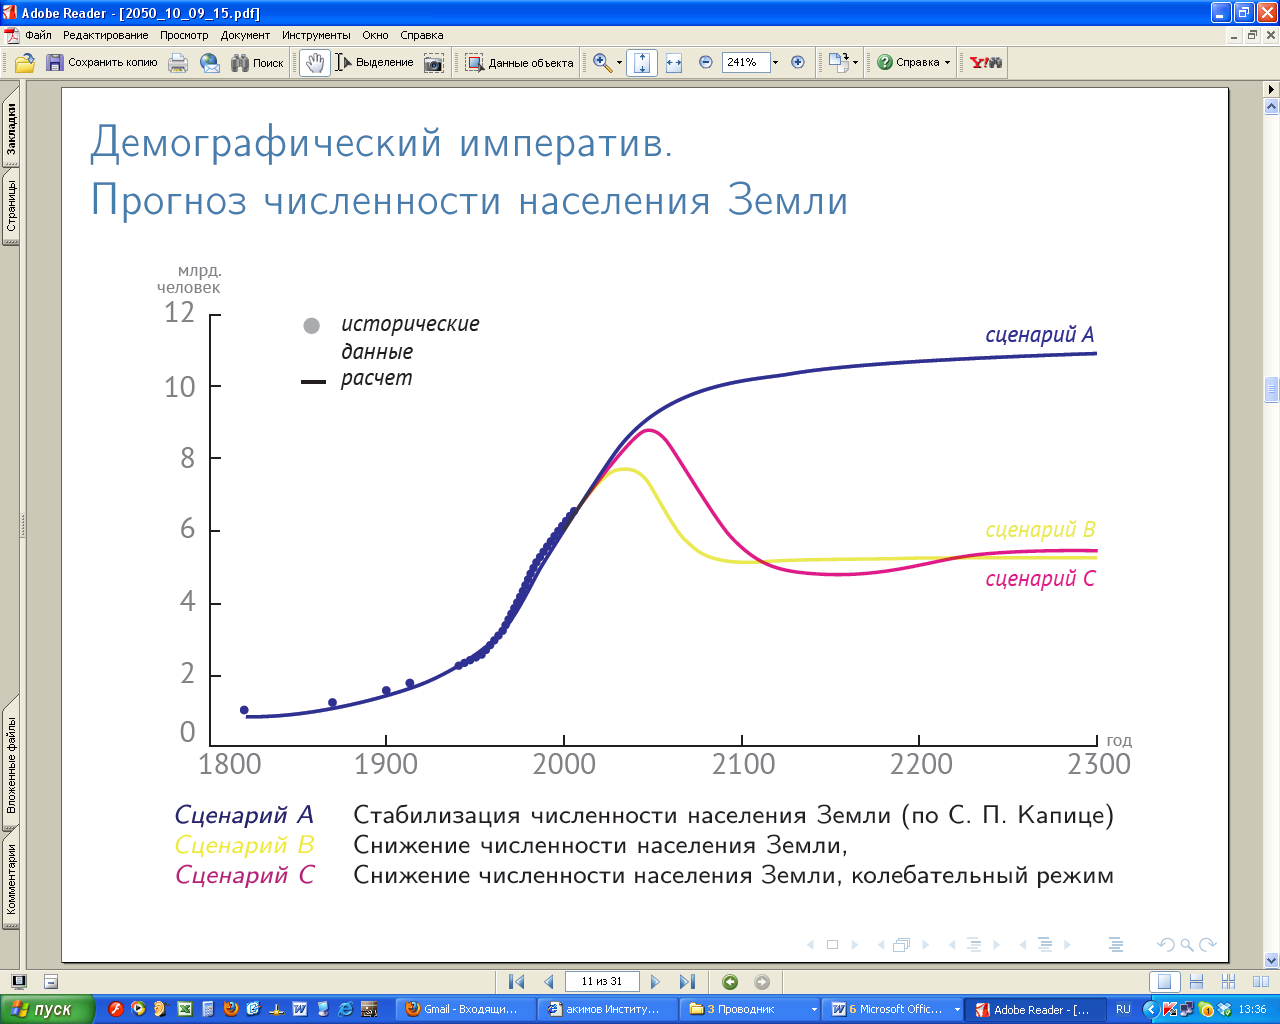 Adobe Reader - [2050_10_09_15.pdf]
Файл Редактирование Просмотр Документ Инструменты Окно Справка
Сохранить копию Поиск Выделение Данные объекта 241% Справка Y!
Закладки
Страницы
Вложенные файлы
Комментарии
Демографический императив.
Прогноз численности населения Земли
млрд.
человек
12
10
8
6
4
2
0
исторические
данные
расчет
сценарий А
сценарий В
сценарий С
1800 1900 2000 2100 2200 2300
год
Сценарий А Стабилизация численности населения Земли (по С. П. Капице)
Сценарий В Снижение численности населения Земли,
Сценарий С Снижение численности населения Земли, колебательный режим
11 из 31
пуск Gmail - Входящи... акимов Институ... 3 Проводник 6 Microsoft Offic... Adobe Reader - [... RU 13:36